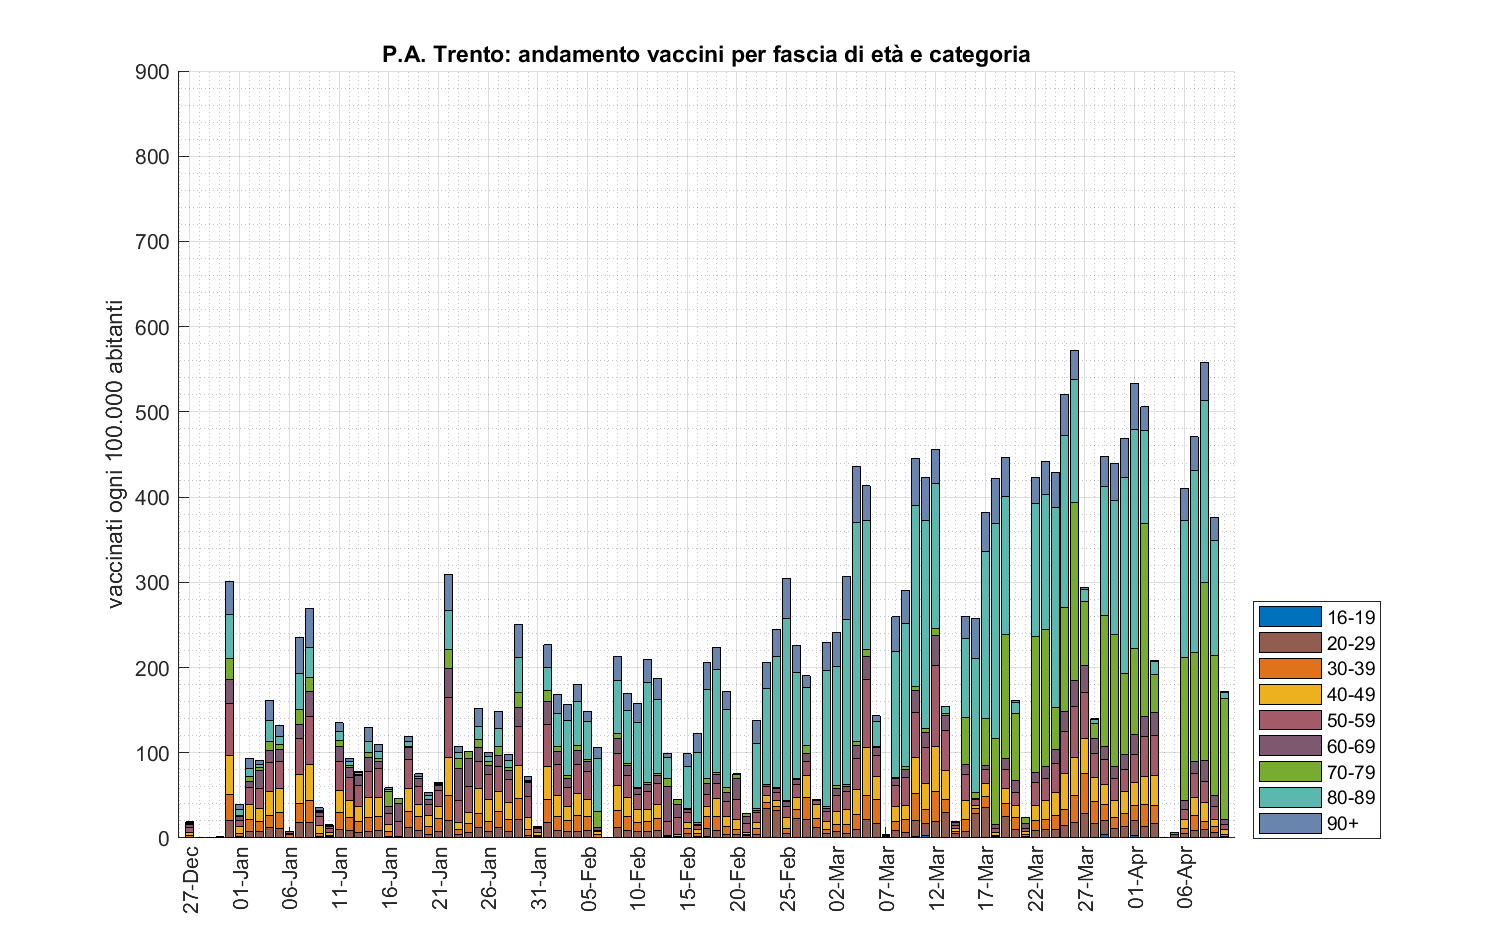 P.A. Trento: andamento vaccini per fascia di età e categoria
vaccinati ogni 100.000 abitanti
900
800
700
600
500
400
300
200
100
0
27-Dec
01-Jan
06-Jan
11-Jan
16-Jan
21-Jan
26-Jan
31-Jan
05-Feb
10-Feb
15-Feb
20-Feb
25-Feb
02-Mar
07-Mar
12-Mar
17-Mar
22-Mar
27-Mar
01-Apr
06-Apr
16-19
20-29
30-39
40-49
50-59
60-69
70-79
80-89
90+